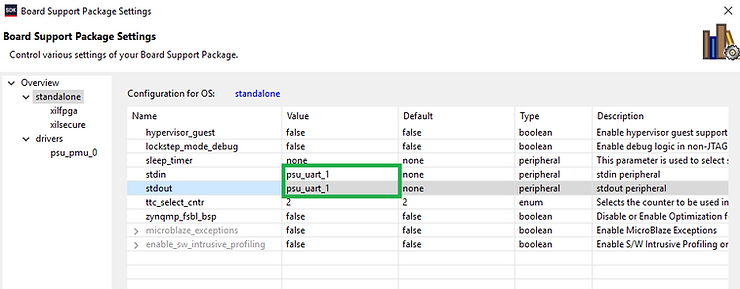 SDK Board Support Package Settings
Board Support Package Settings
Control various settings of your Board Support Package.
Overview
standalone
xilfpga
xilsecure
drivers
psu_pmu_0
Configuration for OS: standalone
Name Value Default Type Description
hypervisor_guest false false boolean Enable hypervisor guest support
lockstep_mode_debug false false boolean Enable debug logic in non-JTAG
sleep_timer none none peripheral This parameter is used to select s
stdin psu_uart_1 none peripheral stdin peripheral
stdout psu_uart_1 none peripheral stdout peripheral
ttc_select_cntr 2 2 enum Selects the counter to be used in
zynqmp_fsbl_bsp false false boolean Disable or Enable Optimization f
microblaze_exceptions false false boolean Enable MicroBlaze Exceptions
enable_sw_intrusive_profiling false false boolean Enable S/W Intrusive Profiling or